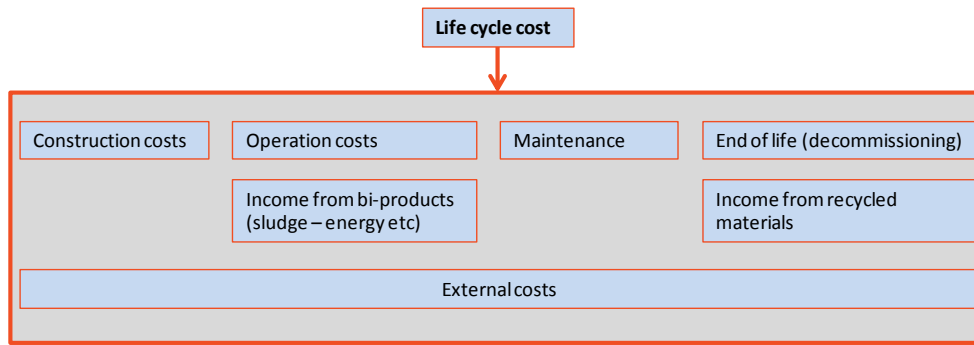 Life cycle cost
Construction costs
Operation costs
Maintenance
End of life (decommissioning)
Income from bi-products
(sludge – energy etc)
Income from recycled
materials
External costs